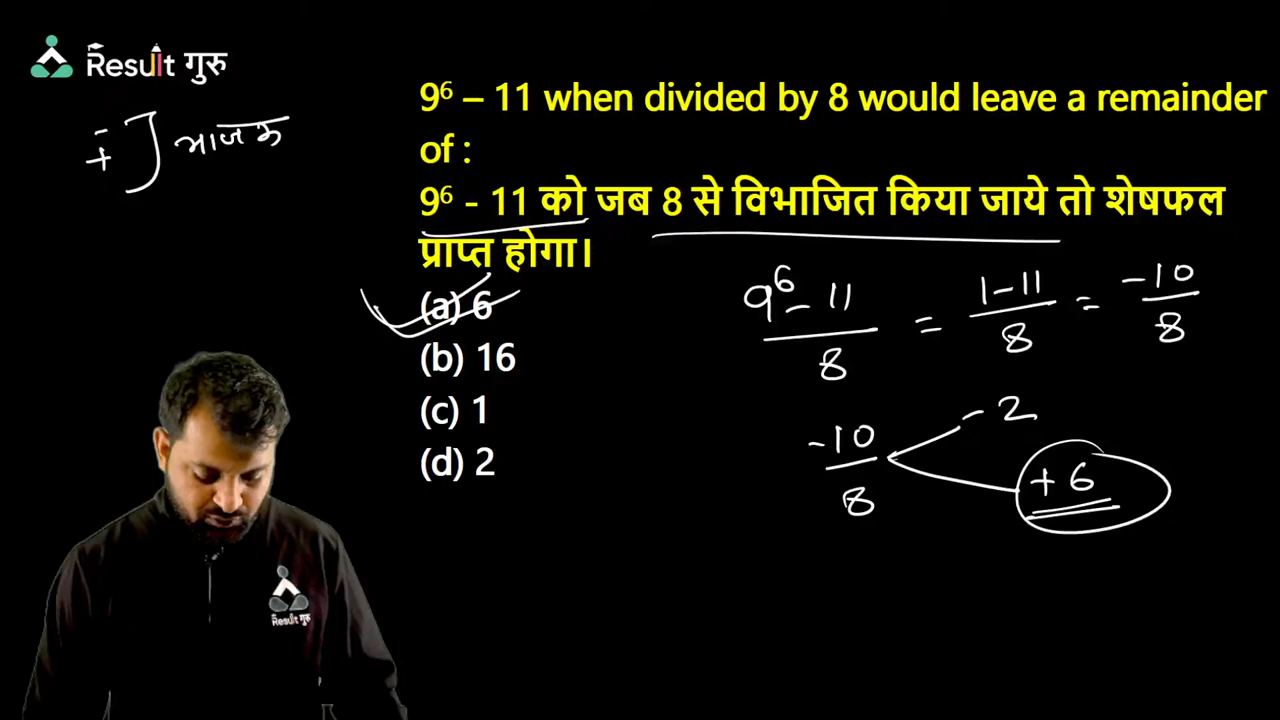 Result गुरु
9⁶ – 11 when divided by 8 would leave a remainder
of :
9⁶ - 11 को जब 8 से विभाजित किया जाये तो शेषफल
प्राप्त होगा।
(a) 6
(b) 16
(c) 1
(d) 2
- + ] भाजक
9⁶ - 11 / 8 = 1 - 11 / 8 = -10 / 8
-10 / 8
- 2
+ 6
Result गुरु